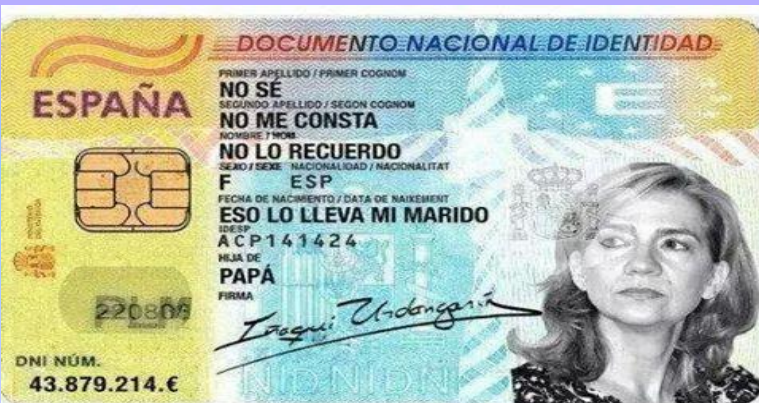 DOCUMENTO NACIONAL DE IDENTIDAD
ESPAÑA
PRIMER APELLIDO / PRIMER COGNOM
NO SÉ
SEGUNDO APELLIDO / SEGON COGNOM
NO ME CONSTA
NOMBRE / NOM
NO LO RECUERDO
SEXO / SEXE NACIONALIDAD / NACIONALITAT
F ESP
FECHA DE NACIMIENTO / DATA DE NAIXEMENT
ESO LO LLEVA MI MARIDO
IDESP
ACP141424
HIJA DE
PAPÁ
FIRMA
Iñaqui Urdangarin
DNI NÚM.
43.879.214.€